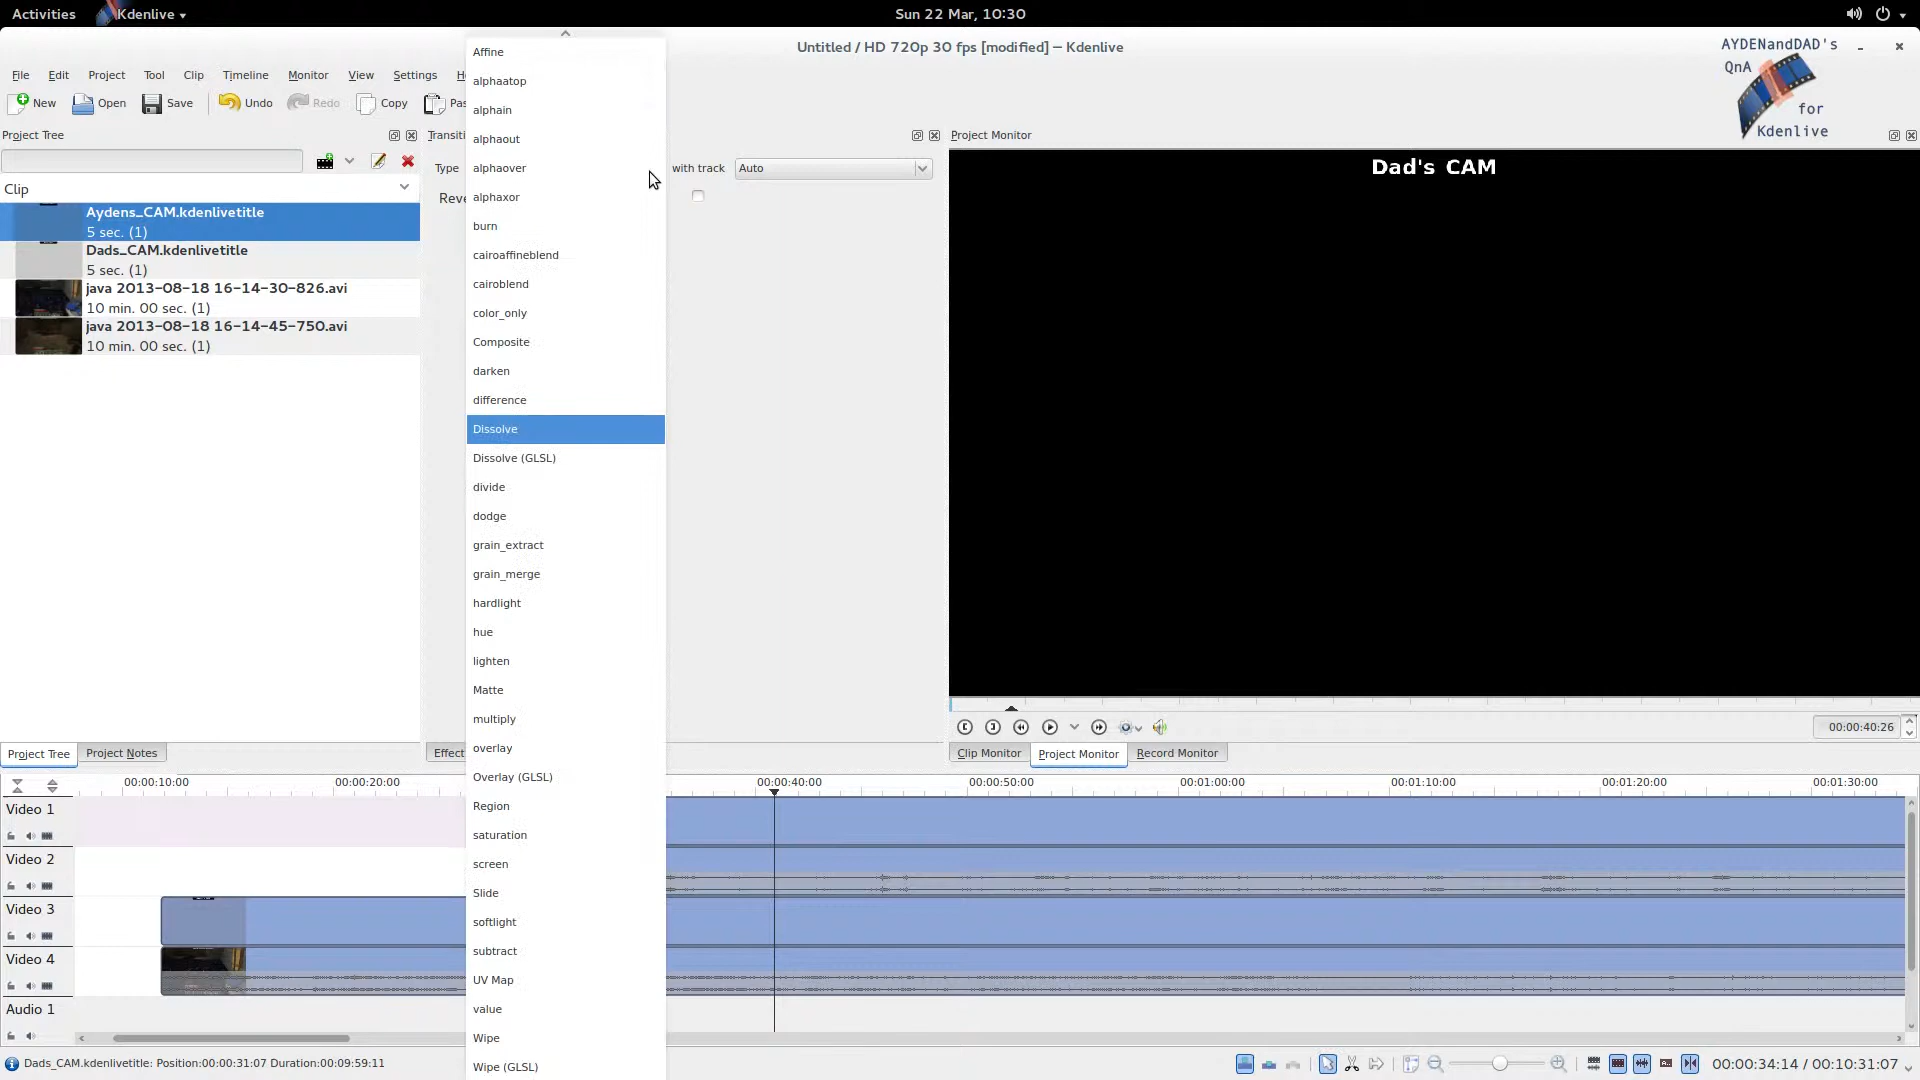 Activities
Kdenlive
Sun 22 Mar, 10:30
Untitled / HD 720p 30 fps [modified] — Kdenlive
AYDENandDAD's
QnA
for
Kdenlive
File Edit Project Tool Clip Timeline Monitor View Settings H
New Open Save Undo Redo Copy Pas
Project Tree
Transiti
Project Monitor
Type
with track
Auto
Clip
Reve
Aydens_CAM.kdenlivetitle
5 sec. (1)
Dads_CAM.kdenlivetitle
5 sec. (1)
java 2013-08-18 16-14-30-826.avi
10 min. 00 sec. (1)
java 2013-08-18 16-14-45-750.avi
10 min. 00 sec. (1)
Affine
alphaatop
alphain
alphaout
alphaover
alphaxor
burn
cairoaffineblend
cairoblend
color_only
Composite
darken
difference
Dissolve
Dissolve (GLSL)
divide
dodge
grain_extract
grain_merge
hardlight
hue
lighten
Matte
multiply
overlay
Overlay (GLSL)
Region
saturation
screen
Slide
softlight
subtract
UV Map
value
Wipe
Wipe (GLSL)
Dad's CAM
00:00:40:26
Project Tree Project Notes
Effect
Clip Monitor Project Monitor Record Monitor
00:00:10:00 00:00:20:00 00:00:40:00 00:00:50:00 00:01:00:00 00:01:10:00 00:01:20:00 00:01:30:00
Video 1
Video 2
Video 3
Video 4
Audio 1
Dads_CAM.kdenlivetitle: Position:00:00:31:07 Duration:00:09:59:11
00:00:34:14 / 00:10:31:07